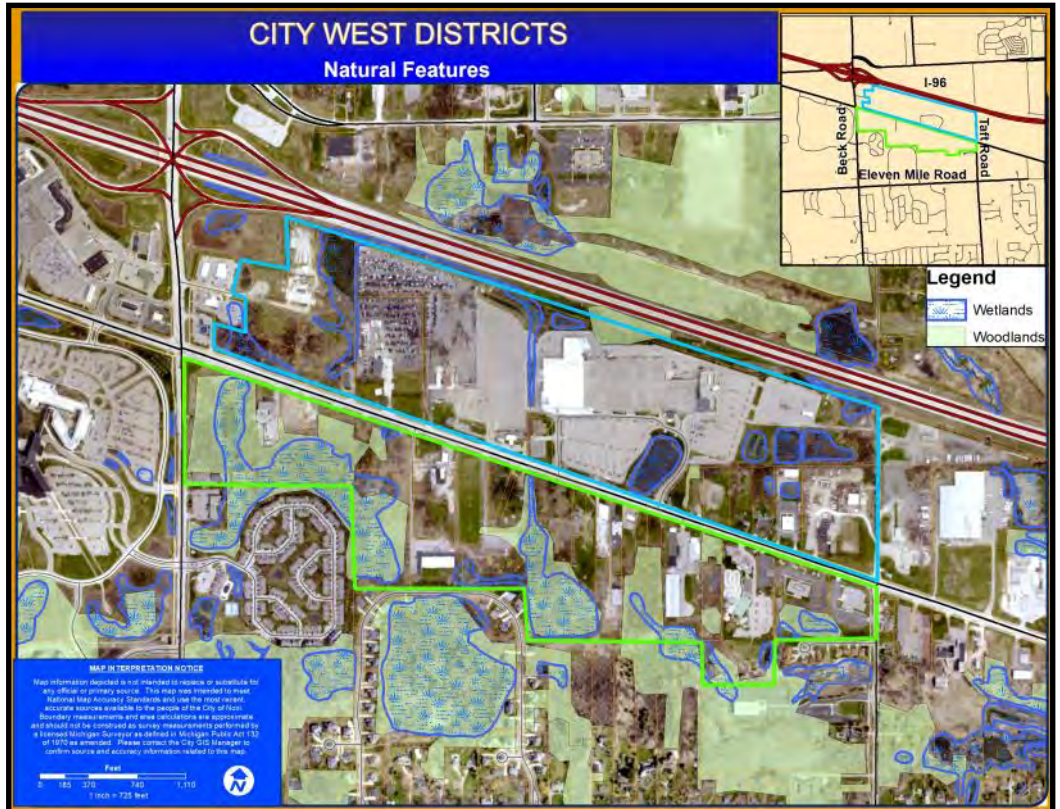 CITY WEST DISTRICTS
Natural Features
I-96
Beck Road
Taft Road
Eleven Mile Road
Legend
Wetlands
Woodlands
MAP INTERPRETATION NOTICE
Map information depicted is not intended to replace or substitute for
any official or primary source. This map was intended to meet
National Map Accuracy Standards and use the most recent,
accurate sources available to the people of the City of Novi.
Boundary measurements and area calculations are approximate
and should not be construed as survey measurements performed by
a licensed Michigan Surveyor as defined in Michigan Public Act 132
of 1970 as amended. Please contact the City GIS Manager to
confirm source and accuracy information related to this map.
Feet
0 185 370 740 1,110
1 inch = 725 feet
N